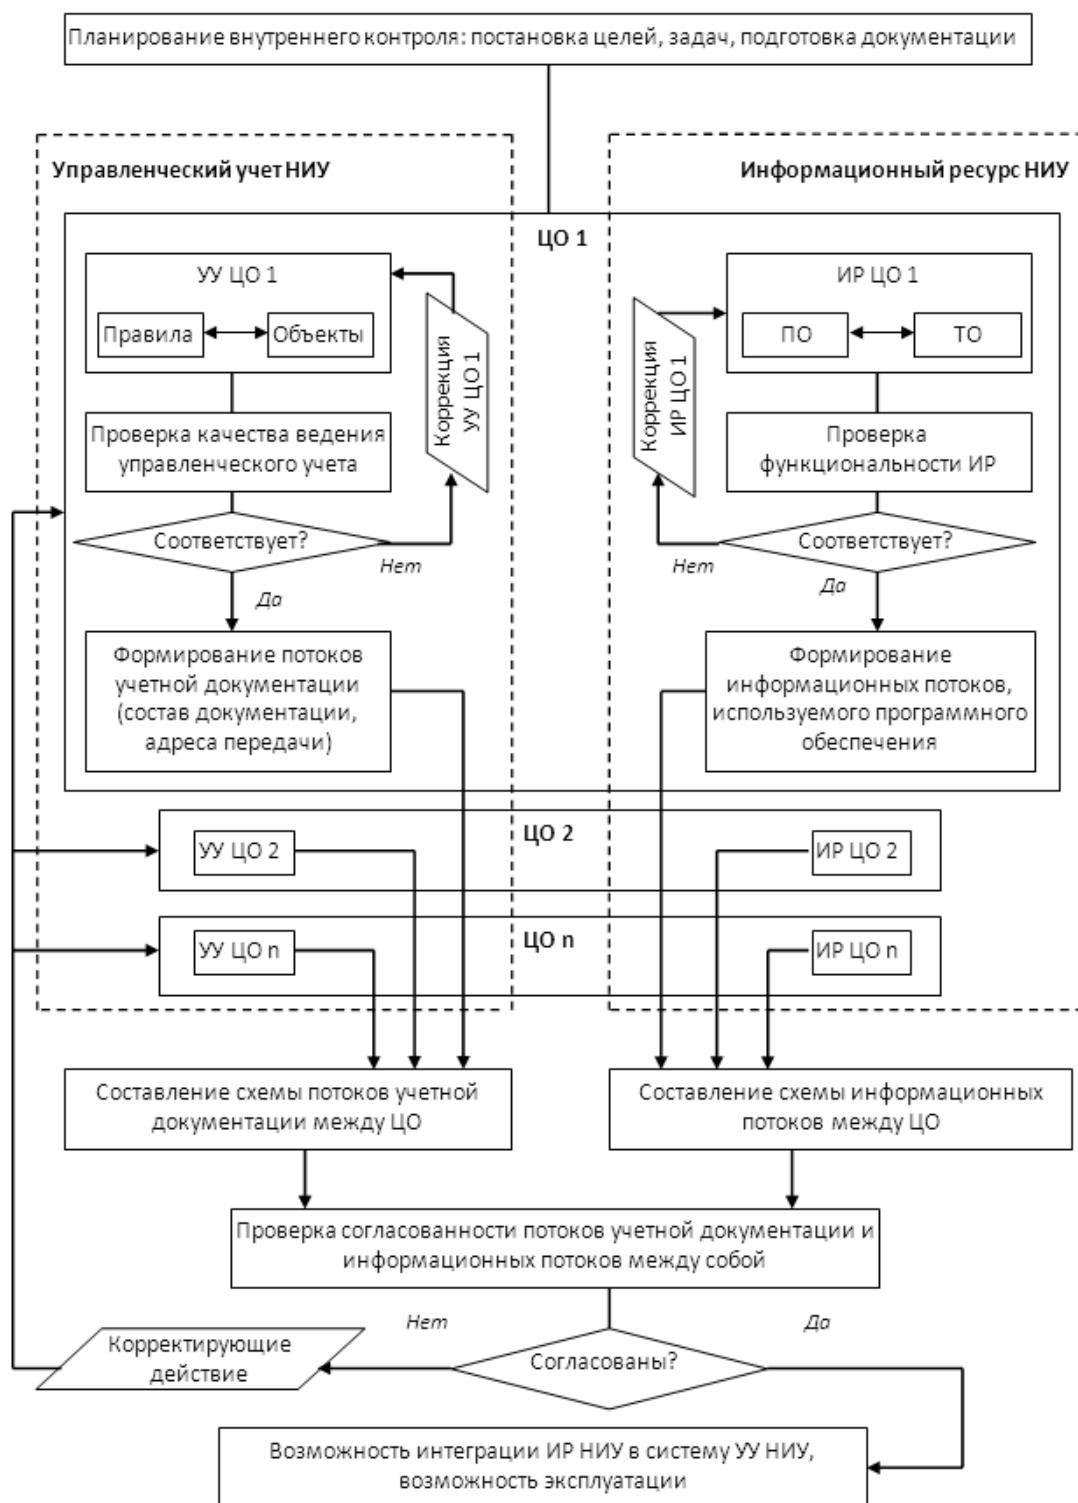 Планирование внутреннего контроля: постановка целей, задач, подготовка документации
Управленческий учет НИУ
Информационный ресурс НИУ
ЦО 1
УУ ЦО 1
Правила
Объекты
Коррекция
УУ ЦО 1
Проверка качества ведения
управленческого учета
Соответствует?
Нет
Да
Формирование потоков
учетной документации
(состав документации,
адреса передачи)
ИР ЦО 1
ПО
ТО
Коррекция
ИР ЦО 1
Проверка
функциональности ИР
Соответствует?
Нет
Да
Формирование
информационных потоков,
используемого программного
обеспечения
ЦО 2
УУ ЦО 2
ИР ЦО 2
ЦО n
УУ ЦО n
ИР ЦО n
Составление схемы потоков учетной
документации между ЦО
Составление схемы информационных
потоков между ЦО
Проверка согласованности потоков учетной документации и
информационных потоков между собой
Нет
Да
Корректирующие
действие
Согласованы?
Возможность интеграции ИР НИУ в систему УУ НИУ,
возможность эксплуатации